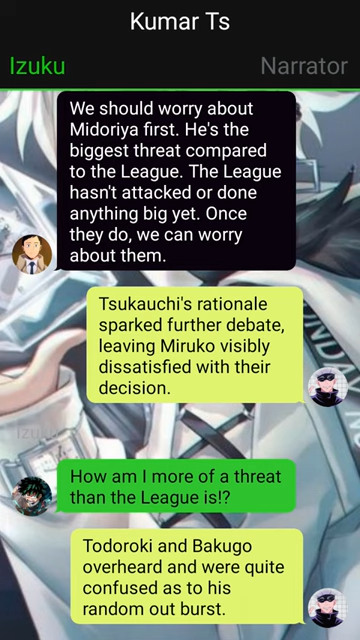 Kumar Ts
Izuku Narrator
We should worry about
Midoriya first. He's the
biggest threat compared
to the League. The League
hasn't attacked or done
anything big yet. Once
they do, we can worry
about them.
Tsukauchi's rationale
sparked further debate,
leaving Miruko visibly
dissatisfied with their
decision.
Izuku
How am I more of a threat
than the League is!?
Todoroki and Bakugo
overheard and were quite
confused as to his
random out burst.